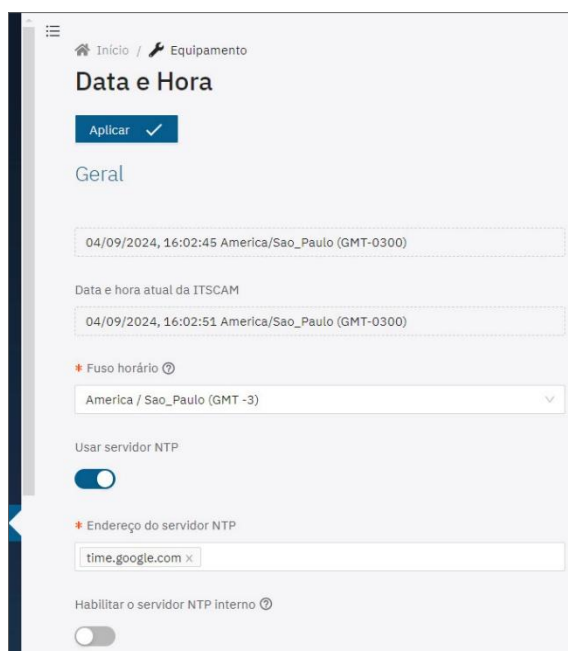 Início / Equipamento
Data e Hora
Aplicar
Geral
04/09/2024, 16:02:45 America/Sao_Paulo (GMT-0300)
Data e hora atual da ITSCAM
04/09/2024, 16:02:51 America/Sao_Paulo (GMT-0300)
* Fuso horário
America / Sao_Paulo (GMT -3)
Usar servidor NTP
* Endereço do servidor NTP
time.google.com ×
Habilitar o servidor NTP interno